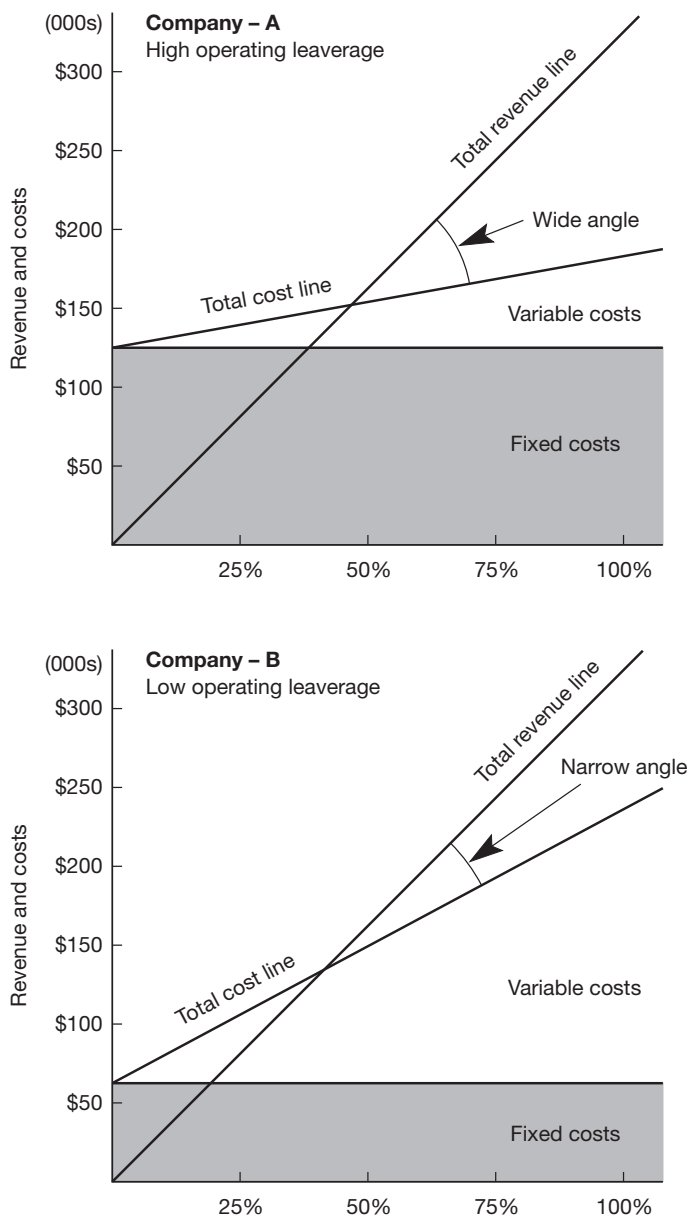 (000s)
Company – A
High operating leaverage
$300
$250
$200
$150
$100
$50
Revenue and costs
Total revenue line
Wide angle
Total cost line
Variable costs
Fixed costs
25%
50%
75%
100%
(000s)
Company – B
Low operating leaverage
$300
$250
$200
$150
$100
$50
Revenue and costs
Total revenue line
Narrow angle
Total cost line
Variable costs
Fixed costs
25%
50%
75%
100%